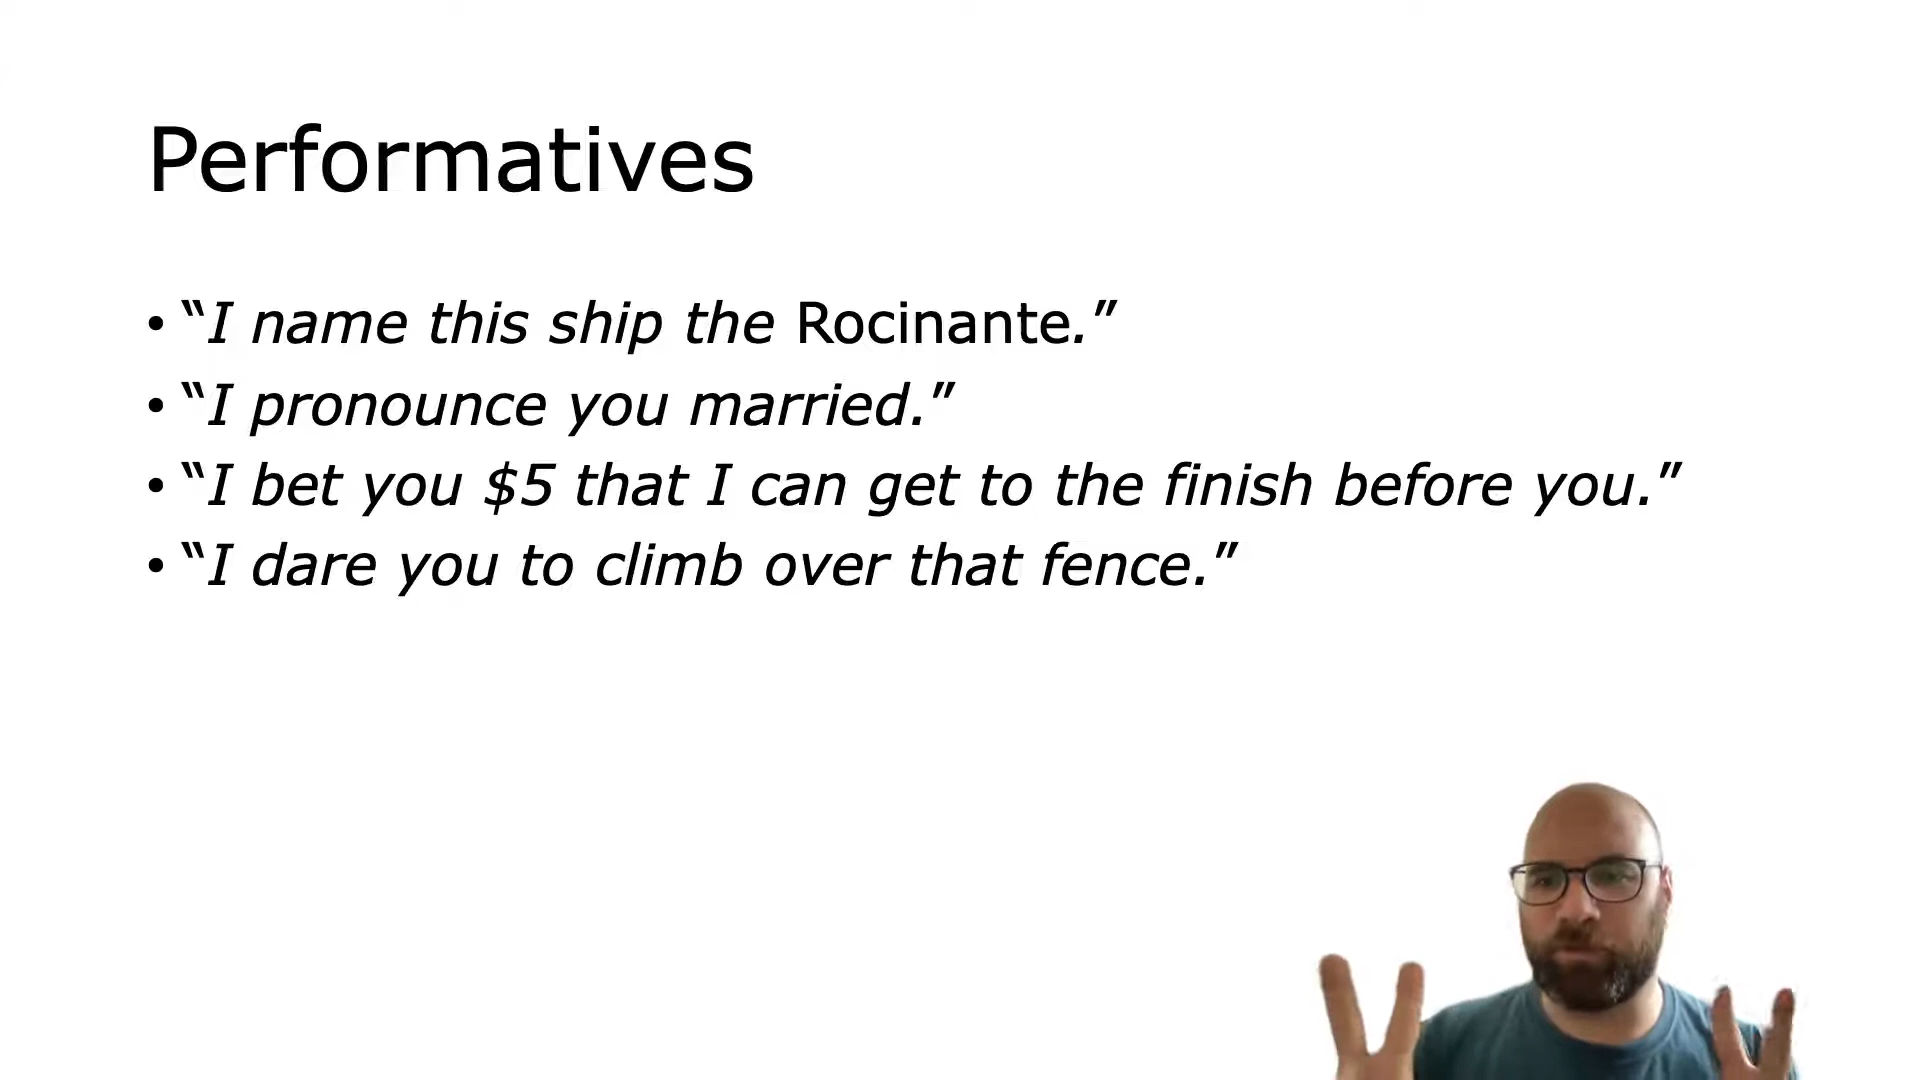 Performatives
• “I name this ship the Rocinante.”
• “I pronounce you married.”
• “I bet you $5 that I can get to the finish before you.”
• “I dare you to climb over that fence.”